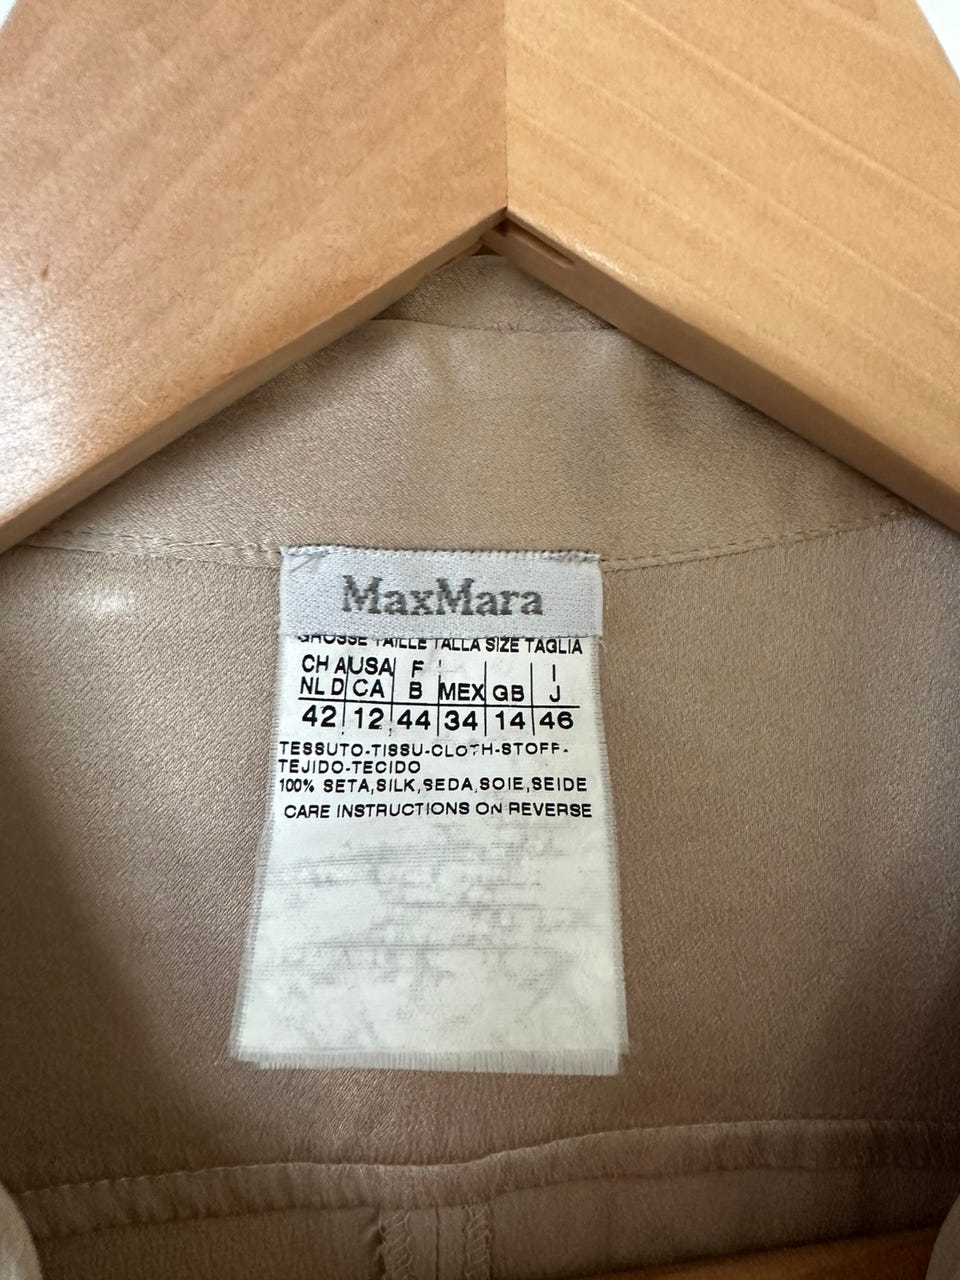 MaxMara
GROSSE TAILLE TALLA SIZE TAGLIA
CH A USA F I
NL D CA B MEX GB J
42 12 44 34 14 46
TESSUTO-TISSU-CLOTH-STOFF-
TEJIDO-TECIDO
100% SETA,SILK,SEDA,SOIE,SEIDE
CARE INSTRUCTIONS ON REVERSE